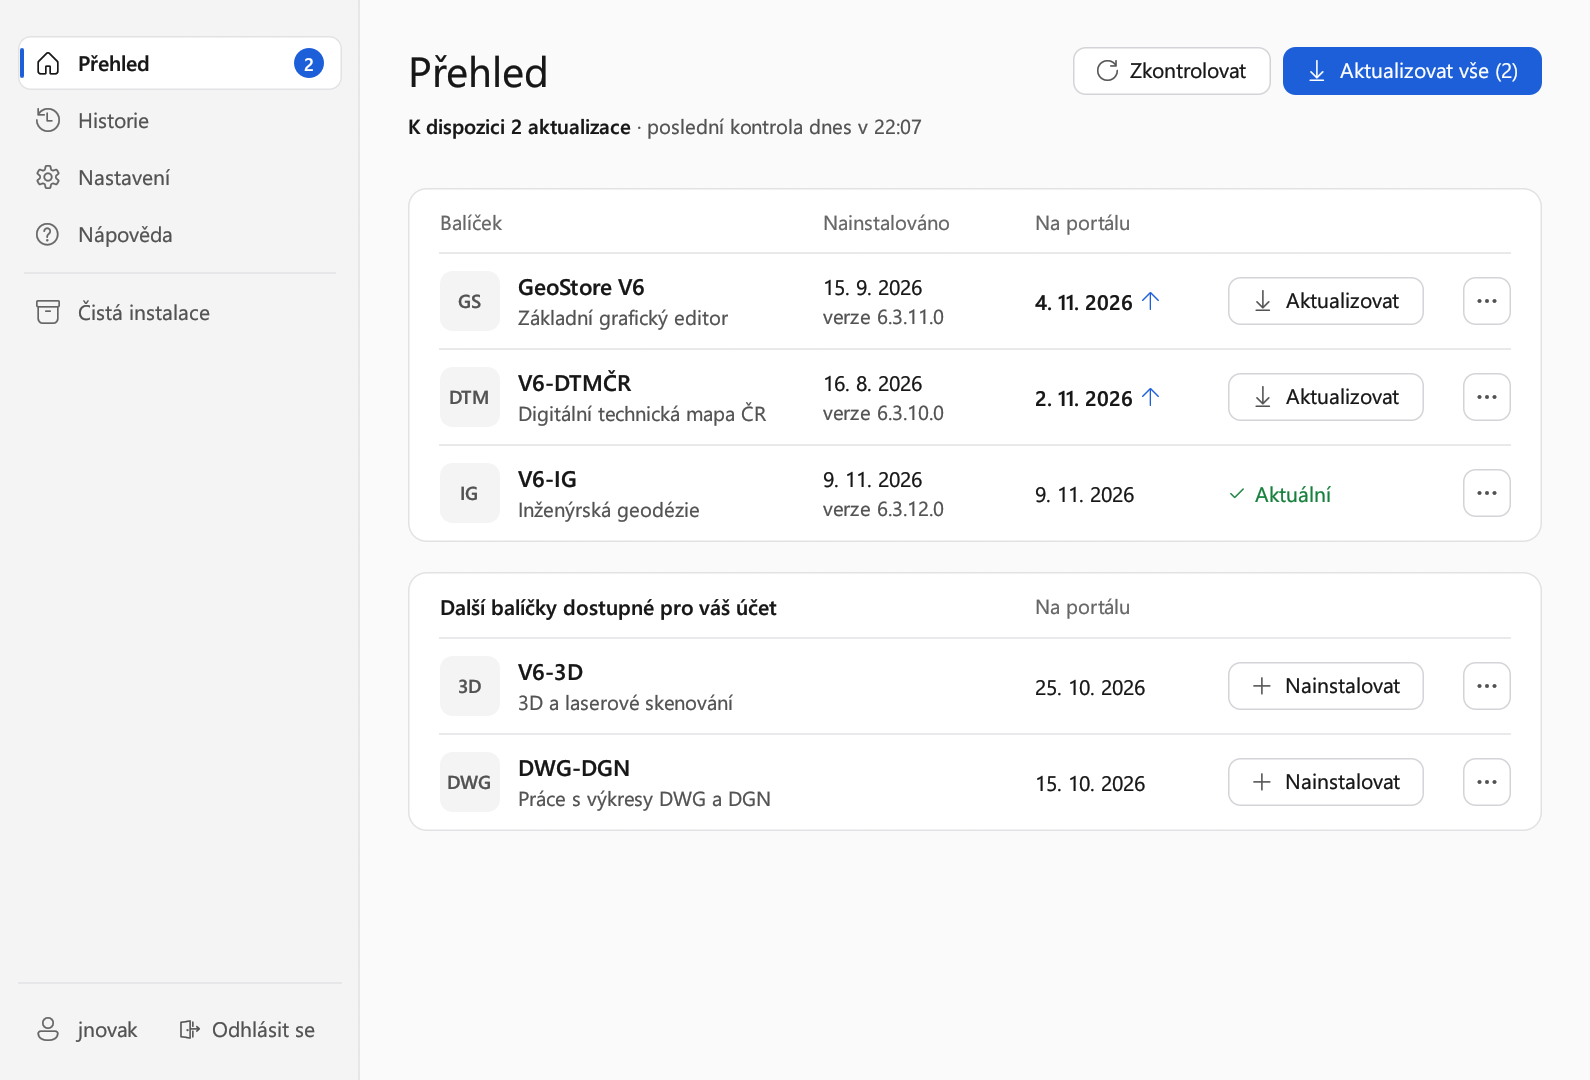 Přehled
2
Historie
Nastavení
Nápověda
Čistá instalace
jnovak
Odhlásit se
Přehled
Zkontrolovat
Aktualizovat vše (2)
K dispozici 2 aktualizace · poslední kontrola dnes v 22:07
Balíček Nainstalováno Na portálu
GS
GeoStore V6
Základní grafický editor
15. 9. 2026
verze 6.3.11.0
4. 11. 2026
Aktualizovat
DTM
V6-DTMČR
Digitální technická mapa ČR
16. 8. 2026
verze 6.3.10.0
2. 11. 2026
Aktualizovat
IG
V6-IG
Inženýrská geodézie
9. 11. 2026
verze 6.3.12.0
9. 11. 2026
Aktuální
Další balíčky dostupné pro váš účet Na portálu
3D
V6-3D
3D a laserové skenování
25. 10. 2026
Nainstalovat
DWG
DWG-DGN
Práce s výkresy DWG a DGN
15. 10. 2026
Nainstalovat